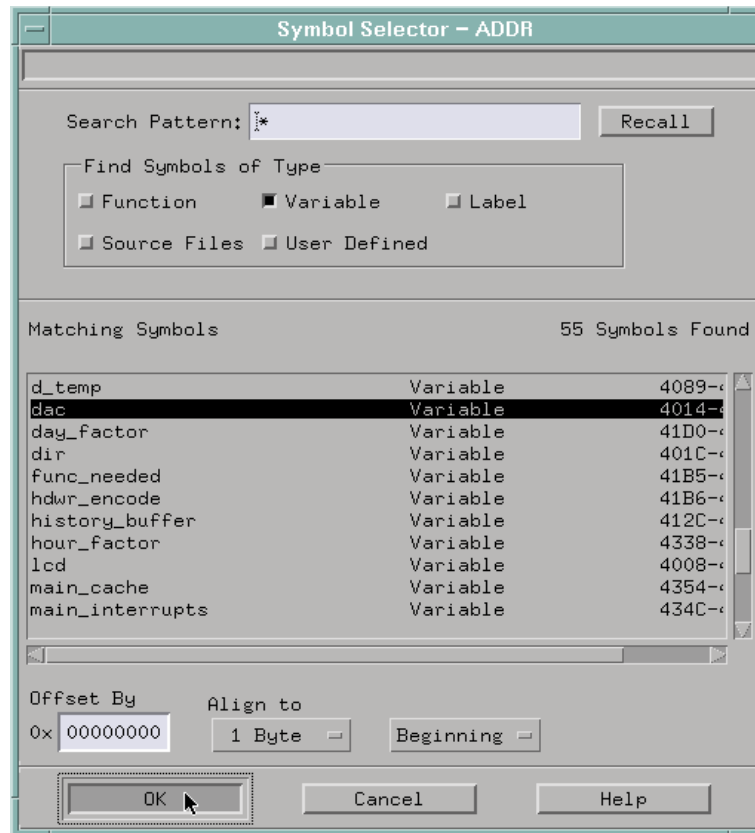 Symbol Selector – ADDR
Search Pattern: * Recall
Find Symbols of Type
Function Variable Label
Source Files User Defined
Matching Symbols 55 Symbols Found
d_temp Variable 4089-
dac Variable 4014-
day_factor Variable 41D0-
dir Variable 401C-
func_needed Variable 41B5-
hdwr_encode Variable 41B6-
history_buffer Variable 412C-
hour_factor Variable 4338-
lcd Variable 4008-
main_cache Variable 4354-
main_interrupts Variable 434C-
Offset By Align to
0x 00000000 1 Byte Beginning
OK Cancel Help